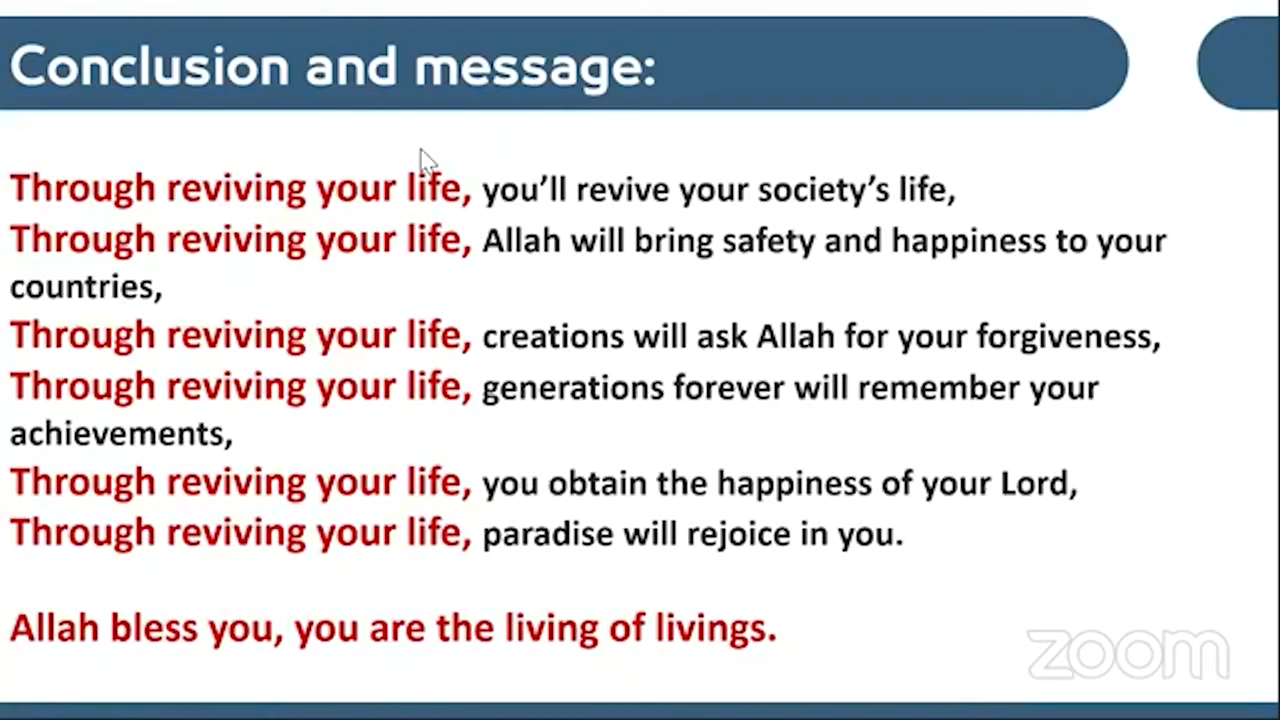 Conclusion and message:
Through reviving your life, you’ll revive your society’s life,
Through reviving your life, Allah will bring safety and happiness to your
countries,
Through reviving your life, creations will ask Allah for your forgiveness,
Through reviving your life, generations forever will remember your
achievements,
Through reviving your life, you obtain the happiness of your Lord,
Through reviving your life, paradise will rejoice in you.
Allah bless you, you are the living of livings.
zoom